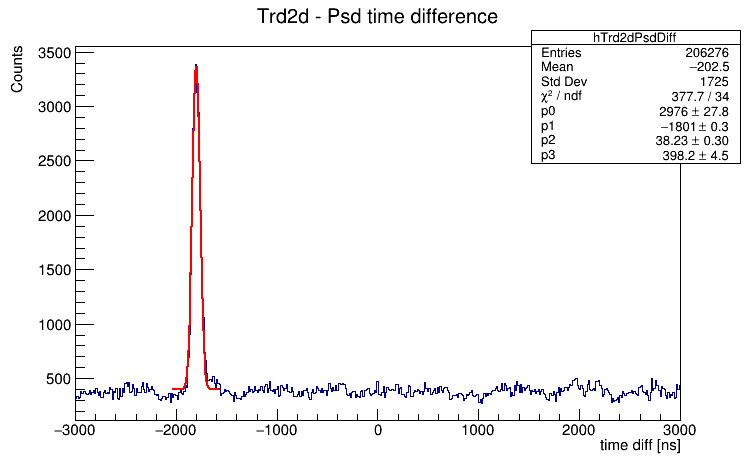 Trd2d - Psd time difference
Counts
hTrd2dPsdDiff
Entries 206276
Mean −202.5
Std Dev 1725
χ² / ndf 377.7 / 34
p0 2976 ± 27.8
p1 −1801 ± 0.3
p2 38.23 ± 0.30
p3 398.2 ± 4.5
3500
3000
2500
2000
1500
1000
500
−3000 −2000 −1000 0 1000 2000 3000
time diff [ns]